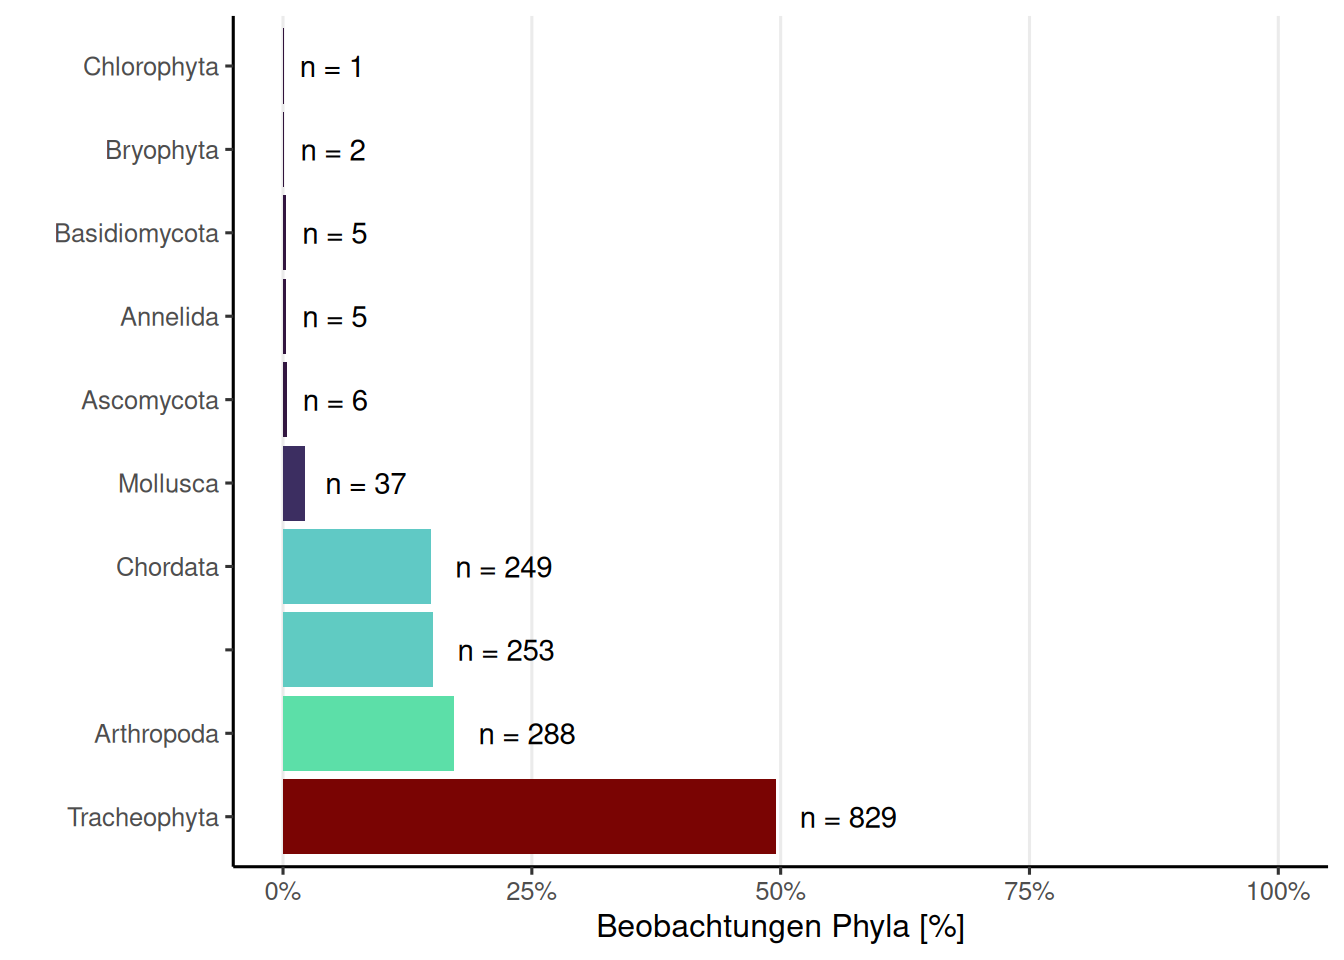 Chlorophyta n = 1
Bryophyta n = 2
Basidiomycota n = 5
Annelida n = 5
Ascomycota n = 6
Mollusca n = 37
Chordata n = 249
n = 253
Arthropoda n = 288
Tracheophyta n = 829
0% 25% 50% 75% 100%
Beobachtungen Phyla [%]